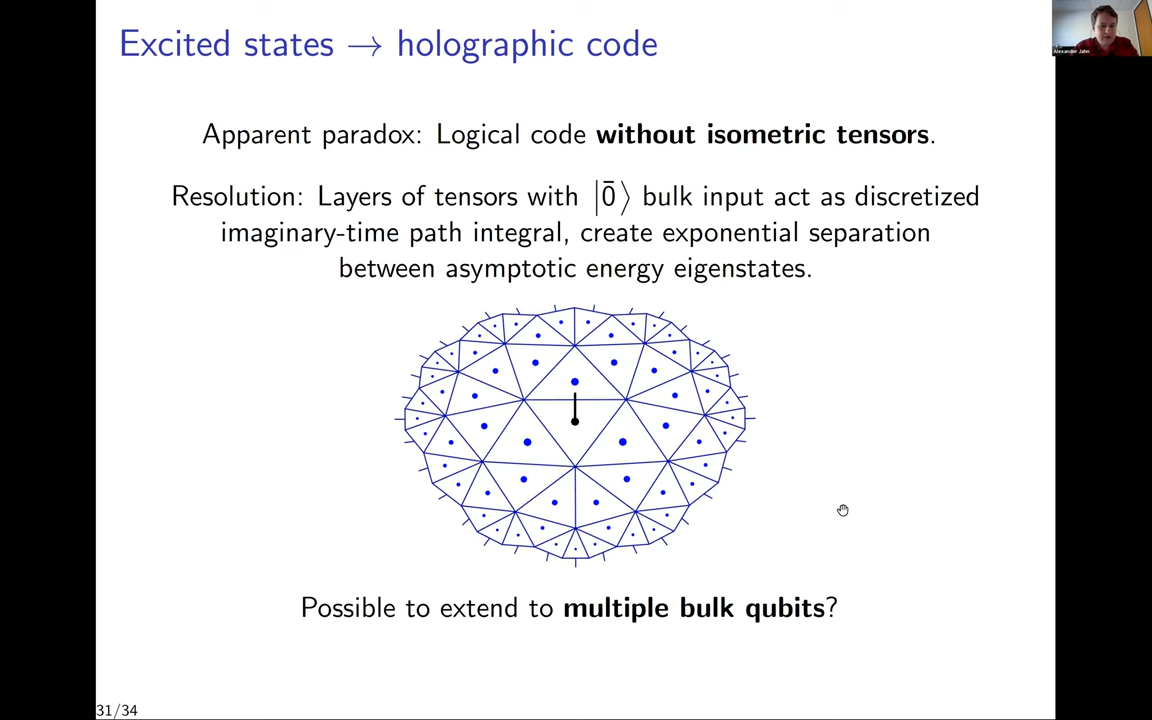 Excited states → holographic code
Alexander Jahn
Apparent paradox: Logical code without isometric tensors.
Resolution: Layers of tensors with |0̄⟩ bulk input act as discretized
imaginary-time path integral, create exponential separation
between asymptotic energy eigenstates.
Possible to extend to multiple bulk qubits?
31/34